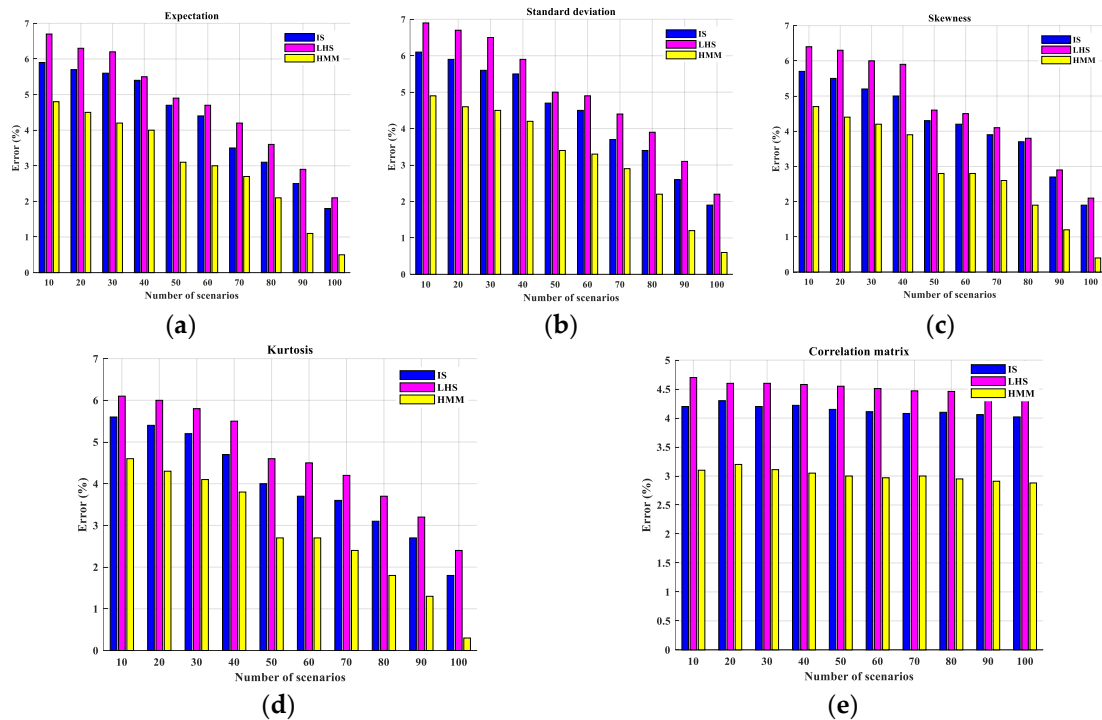 Expectation
IS
LHS
HMM
7
6
5
4
3
2
1
0
Error (%)
10 20 30 40 50 60 70 80 90 100
Number of scenarios
(a)
Standard deviation
IS
LHS
HMM
7
6
5
4
3
2
1
0
Error (%)
10 20 30 40 50 60 70 80 90 100
Number of scenarios
(b)
Skewness
IS
LHS
HMM
7
6
5
4
3
2
1
0
Error (%)
10 20 30 40 50 60 70 80 90 100
Number of scenarios
(c)
Kurtosis
IS
LHS
HMM
7
6
5
4
3
2
1
0
Error (%)
10 20 30 40 50 60 70 80 90 100
Number of scenarios
(d)
Correlation matrix
IS
LHS
HMM
5
4.5
4
3.5
3
2.5
2
1.5
1
0.5
0
Error (%)
10 20 30 40 50 60 70 80 90 100
Number of scenarios
(e)